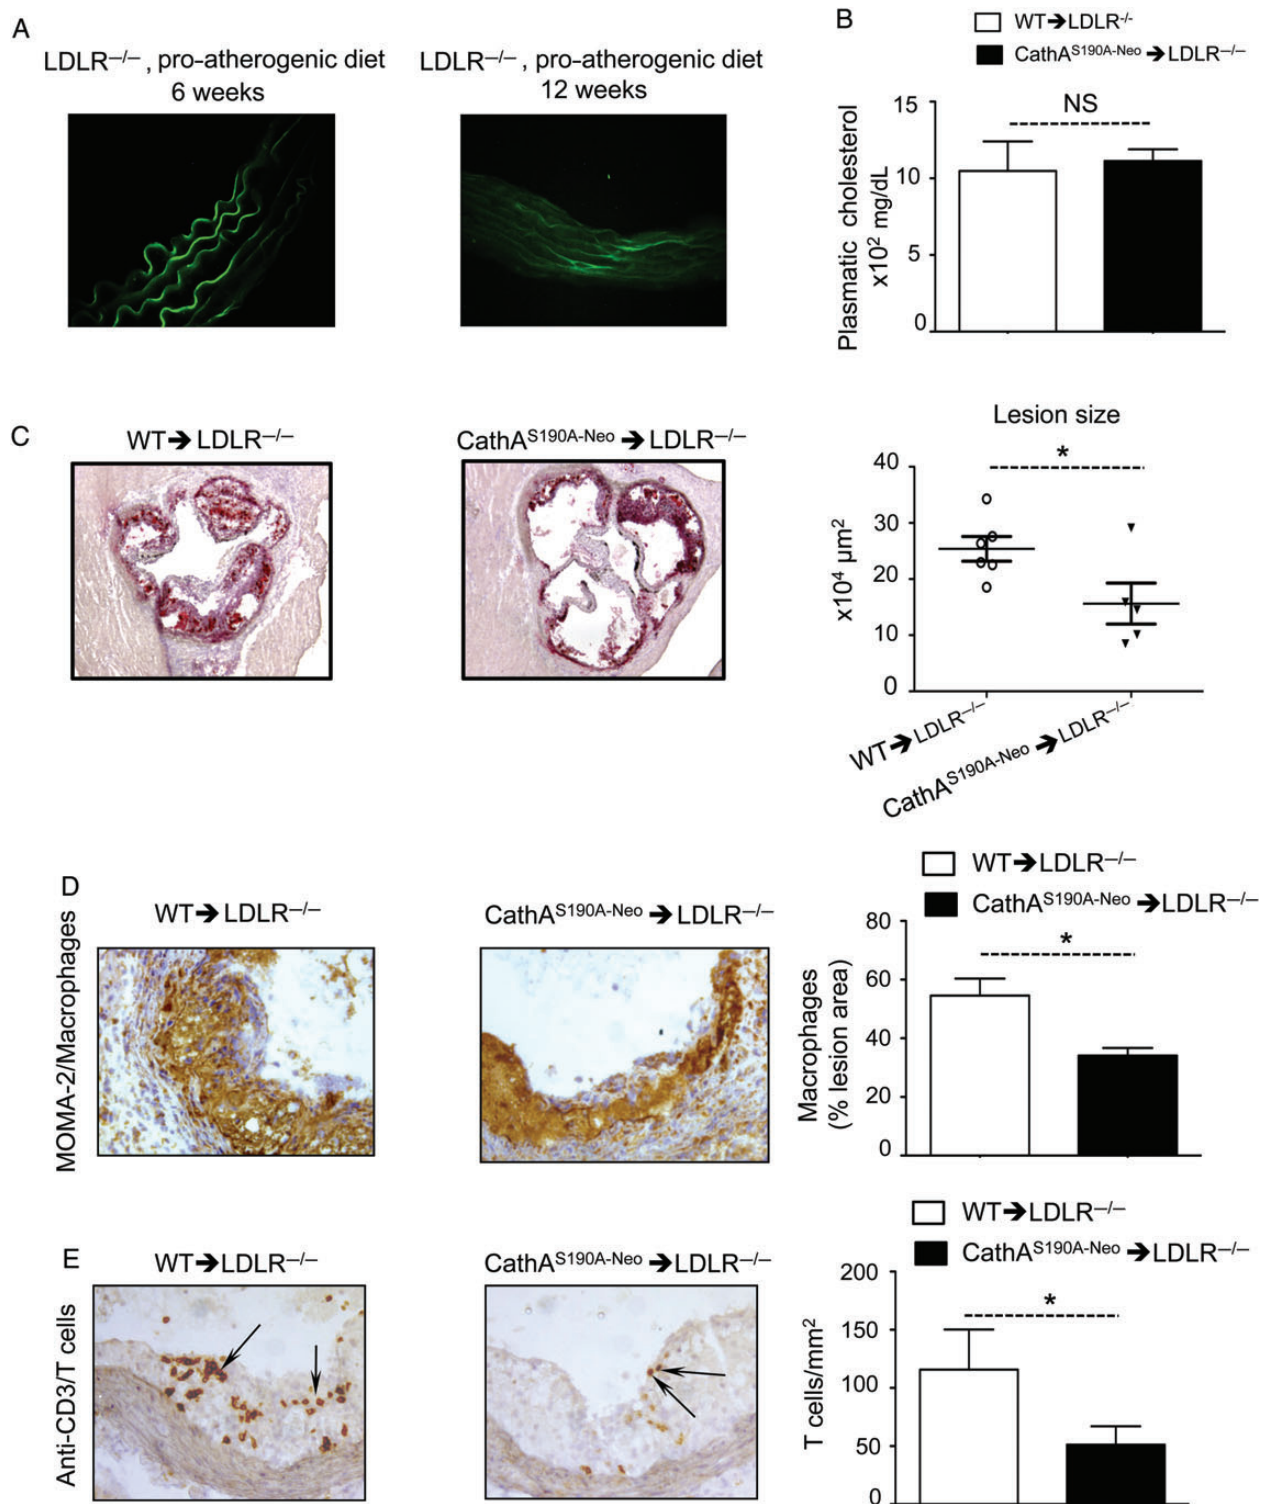 A
LDLR–/– , pro-atherogenic diet
6 weeks
LDLR–/– , pro-atherogenic diet
12 weeks
B
WT➔LDLR-/-
CathAS190A-Neo ➔LDLR–/–
Plasmatic cholesterol
x10² mg/dL
15
10
5
0
NS
C
WT➔LDLR–/–
CathAS190A-Neo ➔LDLR–/–
Lesion size
*
x10⁴ µm²
40
30
20
10
0
WT➔LDLR–/–
CathAS190A-Neo ➔LDLR–/–
D
MOMA-2/Macrophages
WT➔LDLR–/–
CathAS190A-Neo ➔LDLR–/–
WT➔LDLR–/–
CathAS190A-Neo ➔LDLR–/–
Macrophages
(% lesion area)
80
60
40
20
0
*
E
Anti-CD3/T cells
WT➔LDLR–/–
CathAS190A-Neo ➔LDLR–/–
WT➔LDLR–/–
CathAS190A-Neo ➔LDLR–/–
T cells/mm²
200
150
100
50
0
*